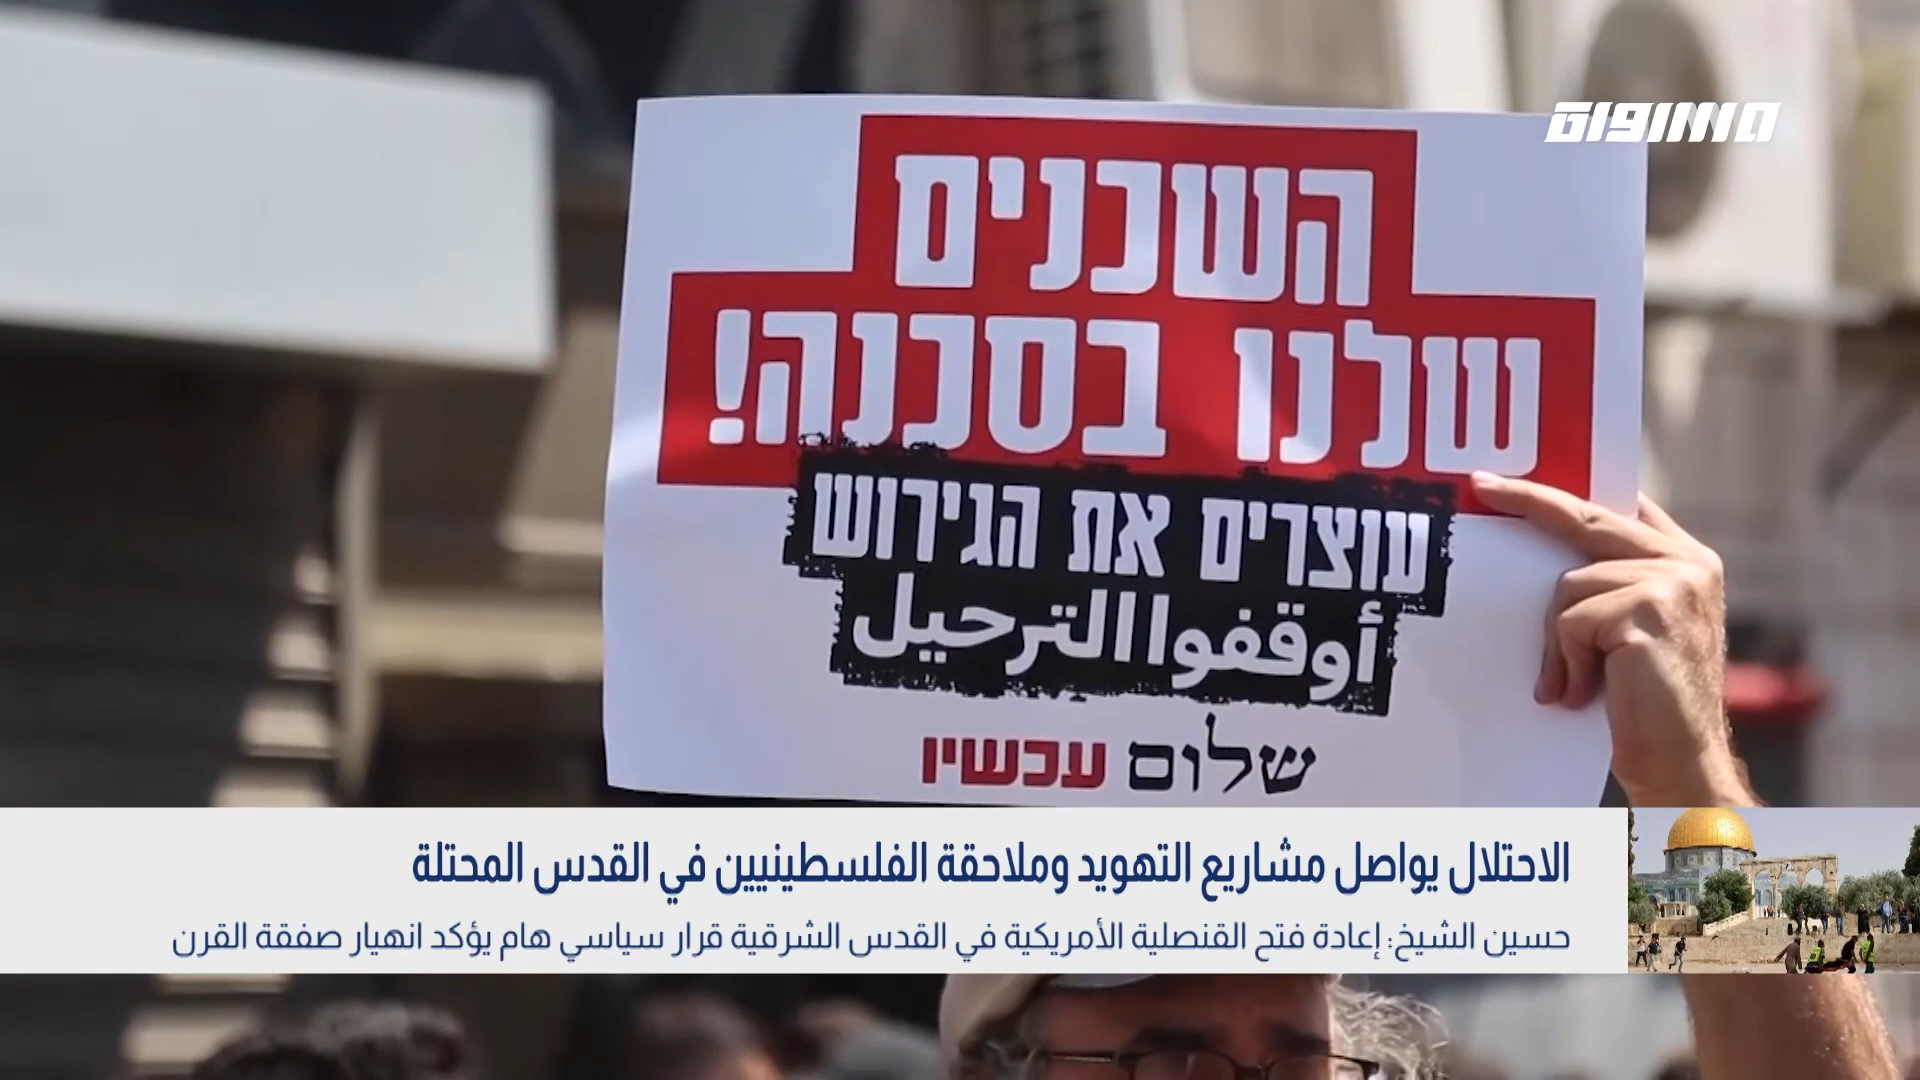 مساواة
השכנים
שלנו בסכנה!
עוצרים את הגירוש
أوقفوا الترحيل
שלום עכשיו
الاحتلال يواصل مشاريع التهويد وملاحقة الفلسطينيين في القدس المحتلة
حسين الشيخ: إعادة فتح القنصلية الأمريكية في القدس الشرقية قرار سياسي هام يؤكد انهيار صفقة القرن